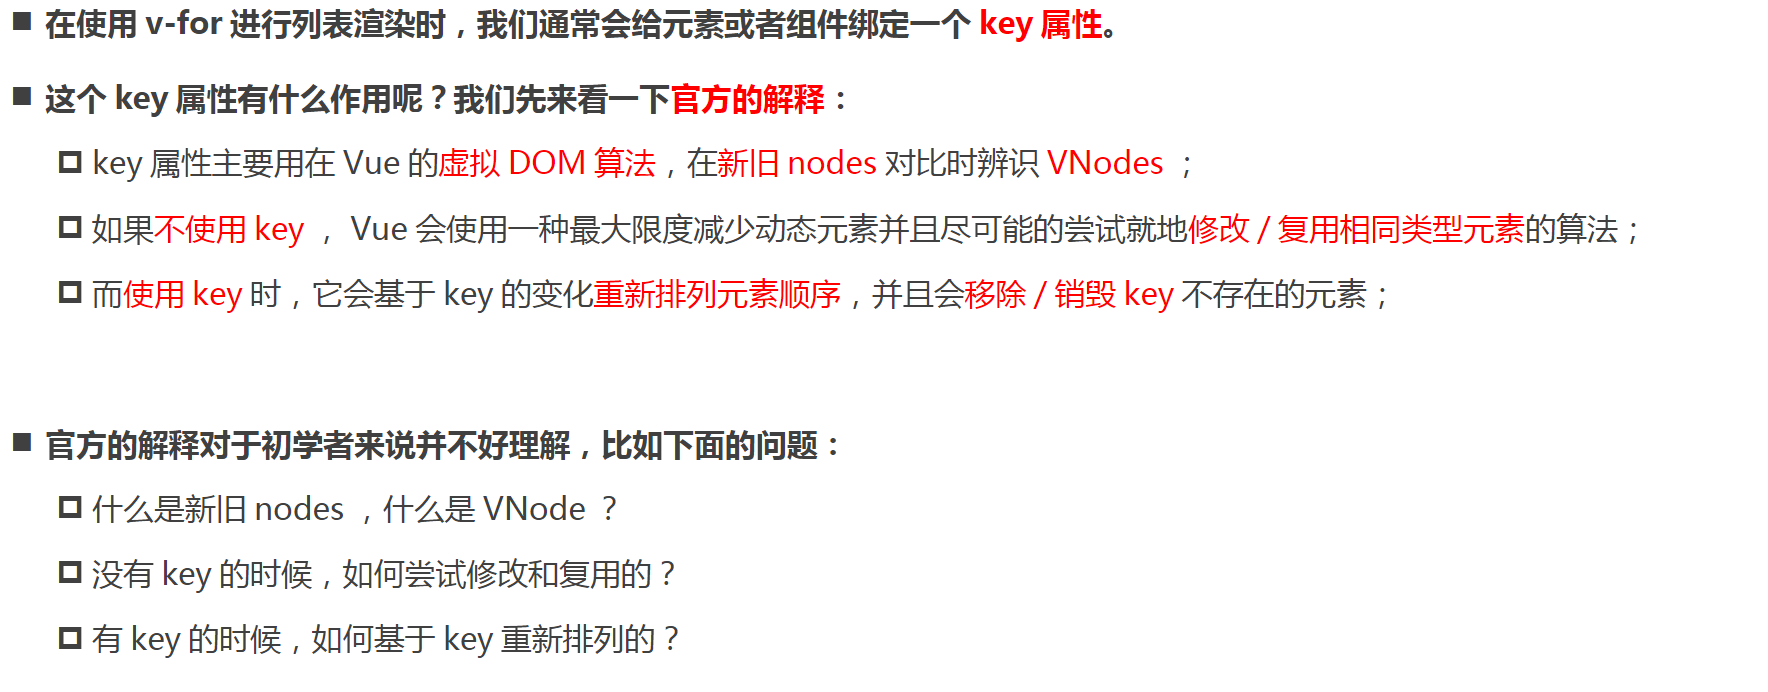 在使用 v-for 进行列表渲染时，我们通常会给元素或者组件绑定一个 key 属性。
这个 key 属性有什么作用呢？我们先来看一下官方的解释：
key 属性主要用在 Vue 的虚拟 DOM 算法，在新旧 nodes 对比时辨识 VNodes ；
如果不使用 key ， Vue 会使用一种最大限度减少动态元素并且尽可能的尝试就地修改 / 复用相同类型元素的算法；
而使用 key 时，它会基于 key 的变化重新排列元素顺序，并且会移除 / 销毁 key 不存在的元素；
官方的解释对于初学者来说并不好理解，比如下面的问题：
什么是新旧 nodes ，什么是 VNode ？
没有 key 的时候，如何尝试修改和复用的？
有 key 的时候，如何基于 key 重新排列的？